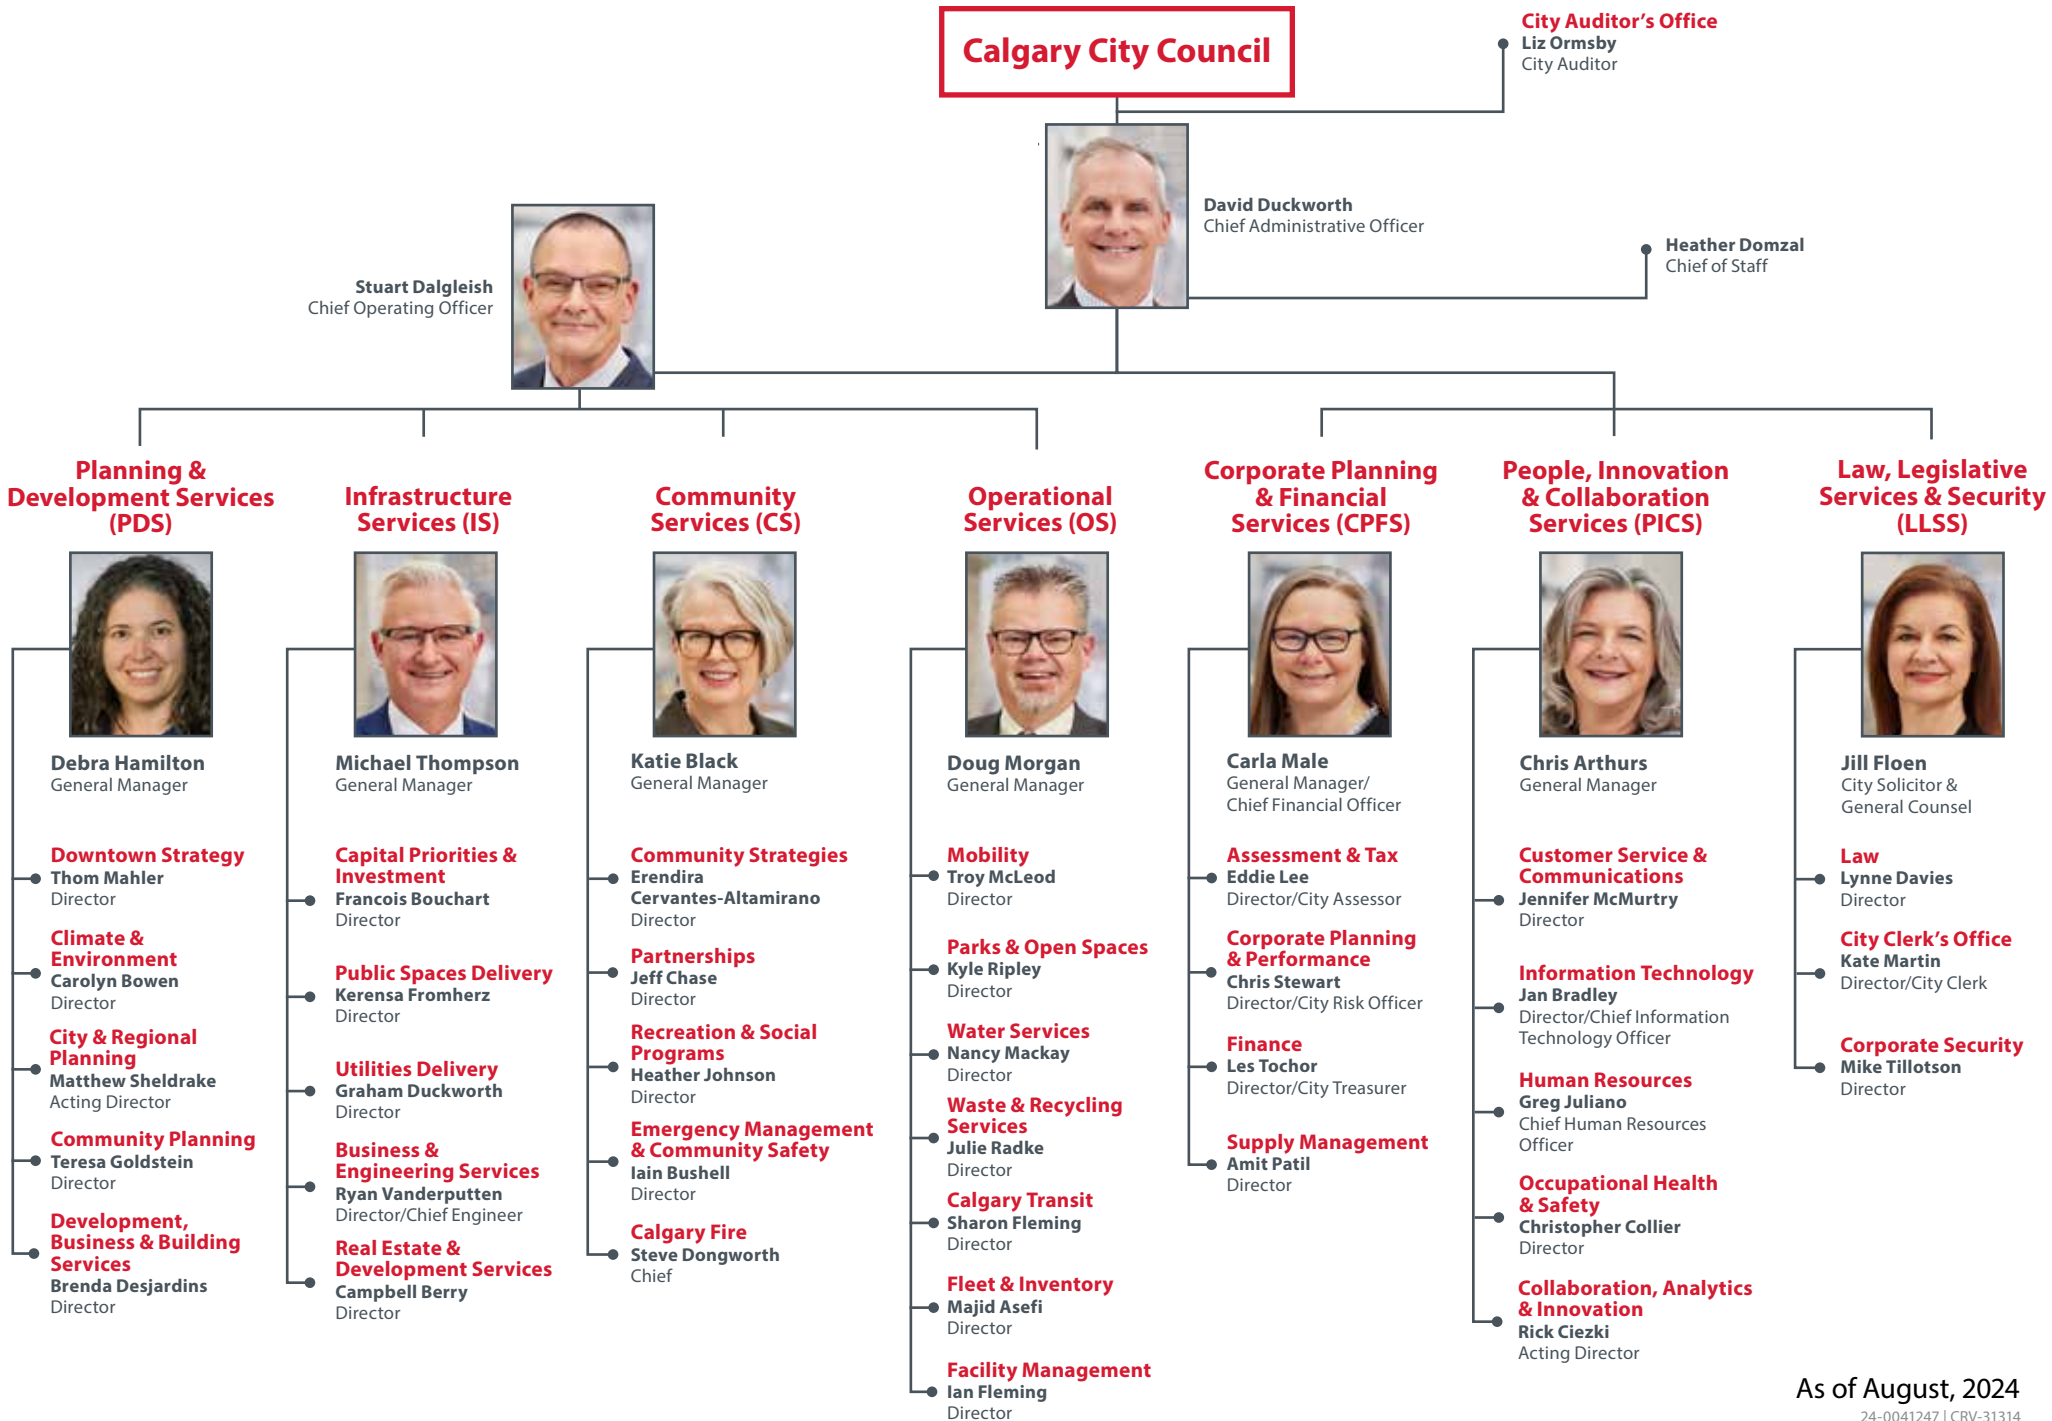 Calgary City Council
City Auditor’s Office
Liz Ormsby
City Auditor
David Duckworth
Chief Administrative Officer
Heather Domzal
Chief of Staff
Stuart Dalgleish
Chief Operating Officer
Planning &
Development Services
(PDS)
Debra Hamilton
General Manager
Downtown Strategy
Thom Mahler
Director
Climate &
Environment
Carolyn Bowen
Director
City & Regional
Planning
Matthew Sheldrake
Acting Director
Community Planning
Teresa Goldstein
Director
Development,
Business & Building
Services
Brenda Desjardins
Director
Infrastructure
Services (IS)
Michael Thompson
General Manager
Capital Priorities &
Investment
Francois Bouchart
Director
Public Spaces Delivery
Kerensa Fromherz
Director
Utilities Delivery
Graham Duckworth
Director
Business &
Engineering Services
Ryan Vanderputten
Director/Chief Engineer
Real Estate &
Development Services
Campbell Berry
Director
Community
Services (CS)
Katie Black
General Manager
Community Strategies
Erendira
Cervantes-Altamirano
Director
Partnerships
Jeff Chase
Director
Recreation & Social
Programs
Heather Johnson
Director
Emergency Management
& Community Safety
Iain Bushell
Director
Calgary Fire
Steve Dongworth
Chief
Operational
Services (OS)
Doug Morgan
General Manager
Mobility
Troy McLeod
Director
Parks & Open Spaces
Kyle Ripley
Director
Water Services
Nancy Mackay
Director
Waste & Recycling
Services
Julie Radke
Director
Calgary Transit
Sharon Fleming
Director
Fleet & Inventory
Majid Asefi
Director
Facility Management
Ian Fleming
Director
Corporate Planning
& Financial
Services (CPFS)
Carla Male
General Manager/
Chief Financial Officer
Assessment & Tax
Eddie Lee
Director/City Assessor
Corporate Planning
& Performance
Chris Stewart
Director/City Risk Officer
Finance
Les Tochor
Director/City Treasurer
Supply Management
Amit Patil
Director
People, Innovation
& Collaboration
Services (PICS)
Chris Arthurs
General Manager
Customer Service &
Communications
Jennifer McMurtry
Director
Information Technology
Jan Bradley
Director/Chief Information
Technology Officer
Human Resources
Greg Juliano
Chief Human Resources
Officer
Occupational Health
& Safety
Christopher Collier
Director
Collaboration, Analytics
& Innovation
Rick Ciezki
Acting Director
Law, Legislative
Services & Security
(LLSS)
Jill Floen
City Solicitor &
General Counsel
Law
Lynne Davies
Director
City Clerk’s Office
Kate Martin
Director/City Clerk
Corporate Security
Mike Tillotson
Director
As of August, 2024
24-0041247 | CRV-31314